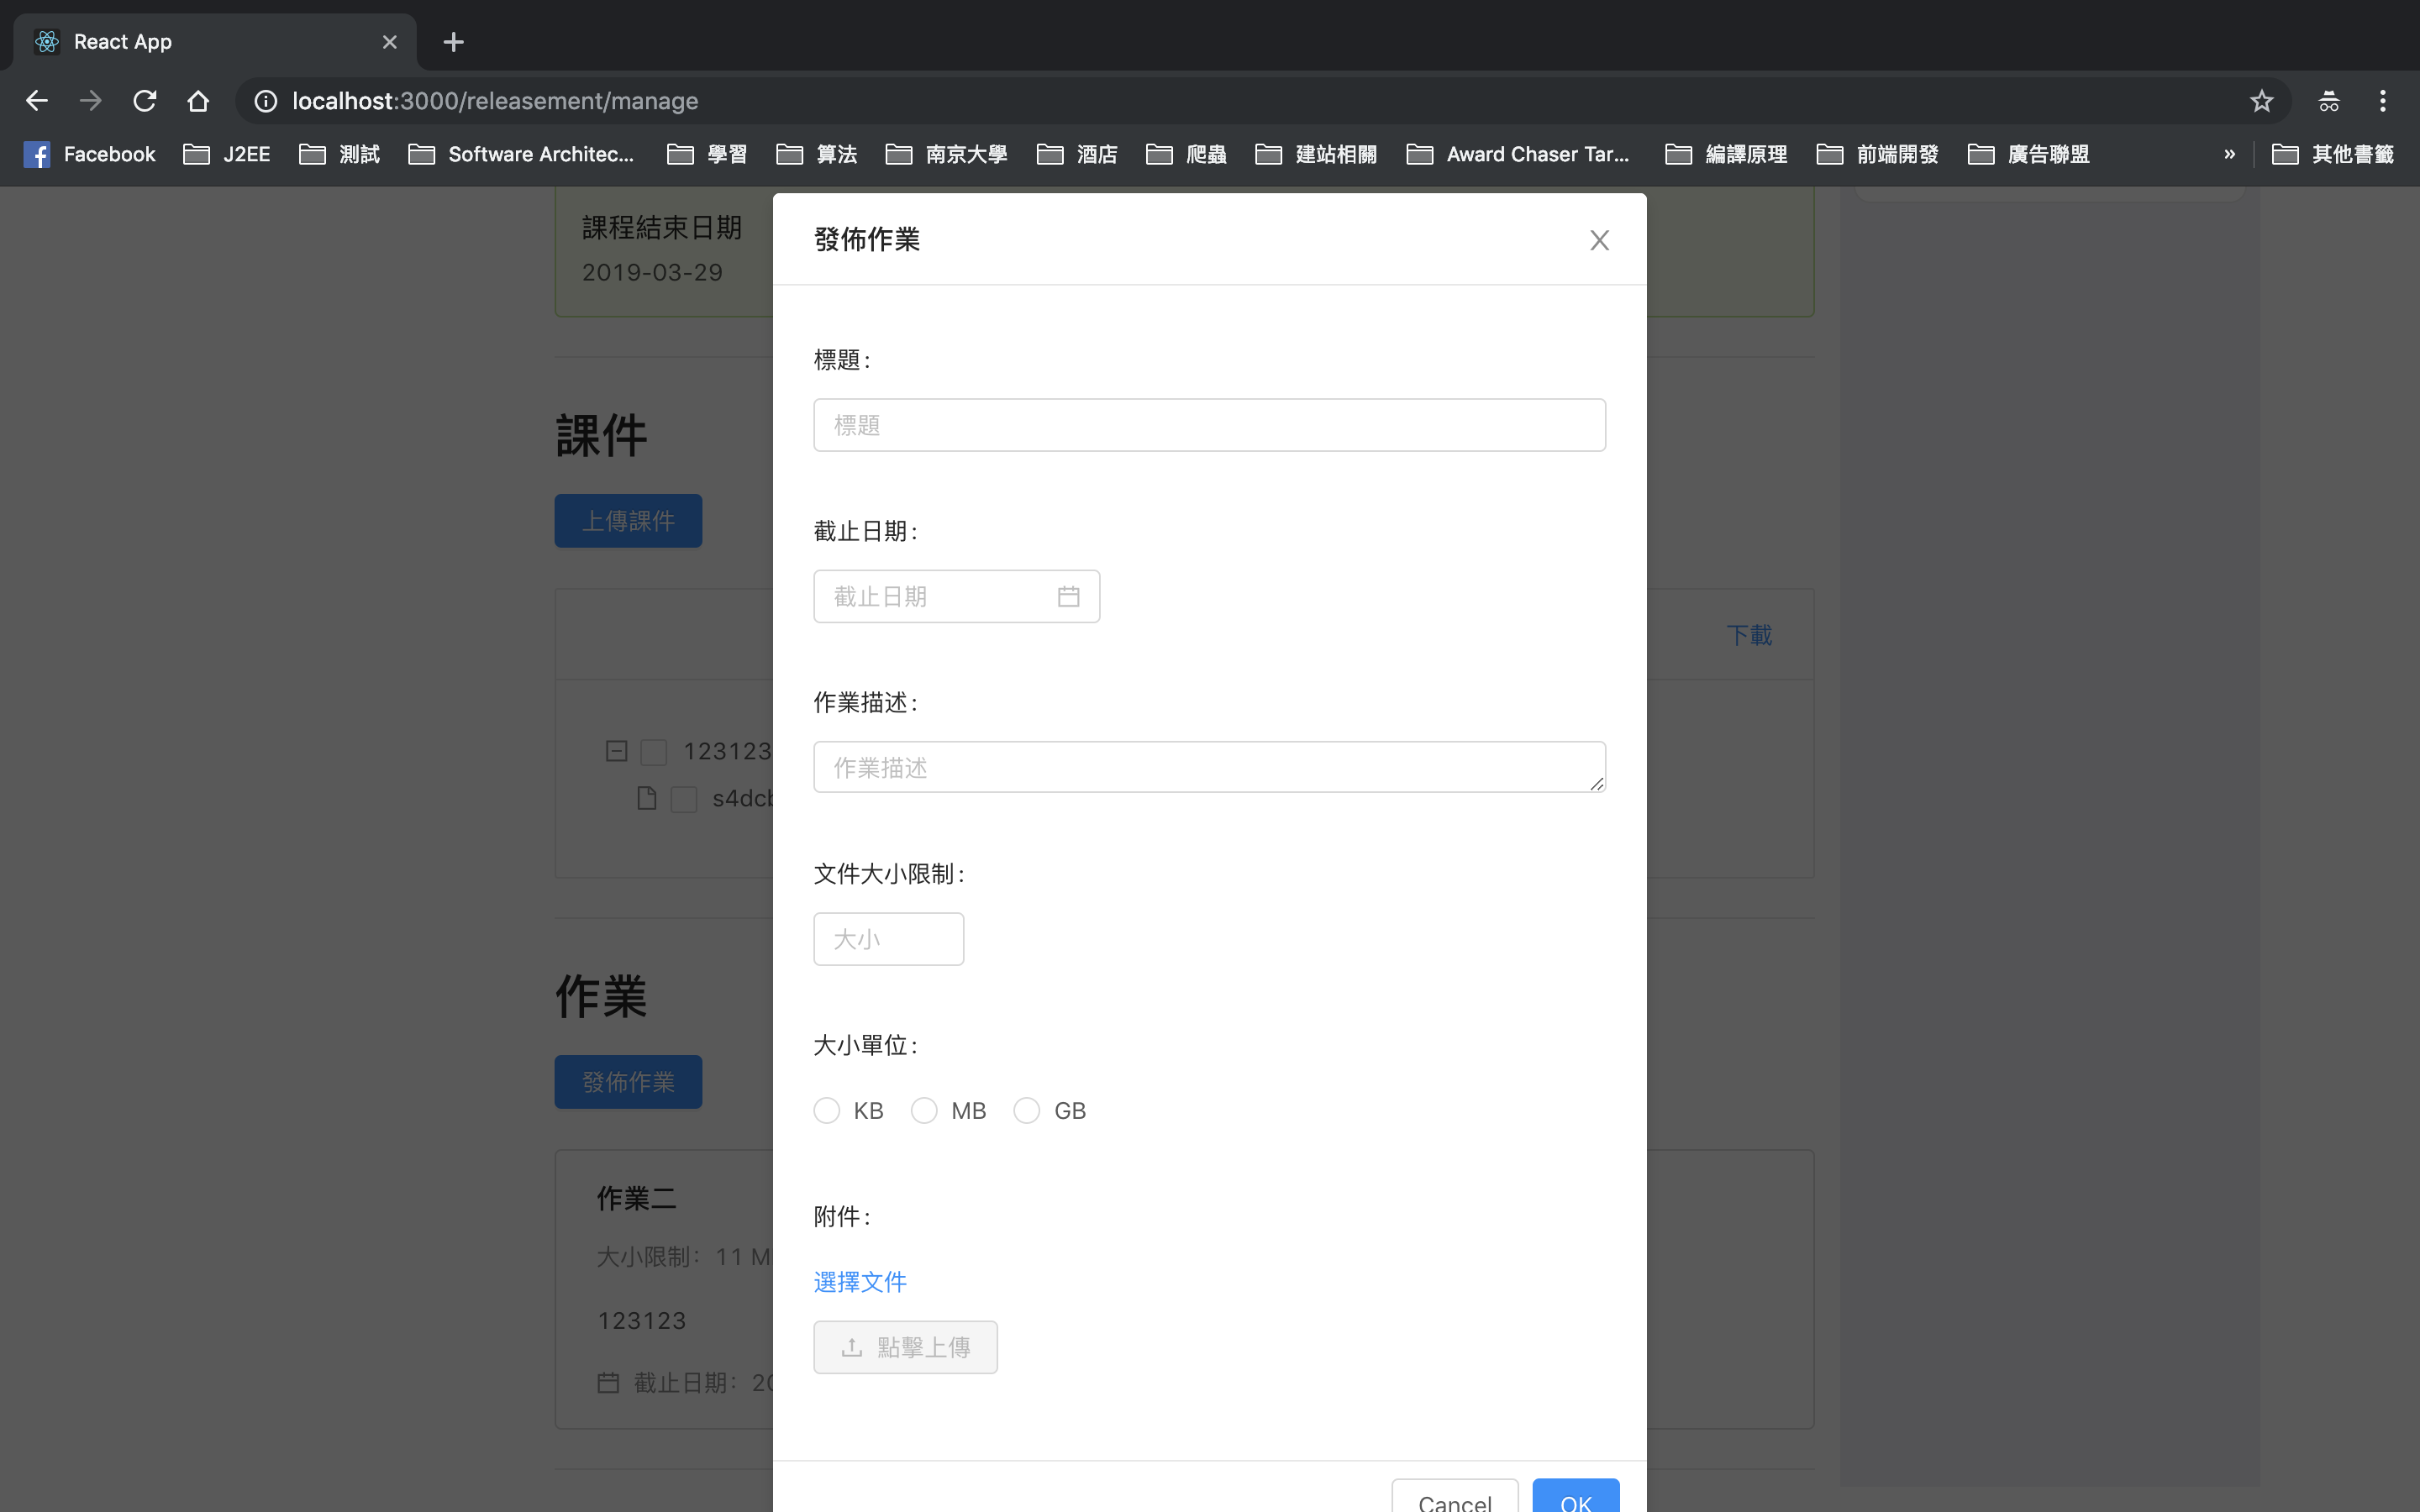 React App
localhost:3000/releasement/manage
Facebook J2EE 測試 Software Architec... 學習 算法 南京大學 酒店 爬蟲 建站相關 Award Chaser Tar... 編譯原理 前端開發 廣告聯盟 » 其他書籤
課程結束日期
2019-03-29
課件
上傳課件
下載
123123
s4dcb
作業
發佈作業
作業二
大小限制: 11 M
123123
截止日期: 20
發佈作業
標題:
標題
截止日期:
截止日期
作業描述:
作業描述
文件大小限制:
大小
大小單位:
KB MB GB
附件:
選擇文件
點擊上傳
Cancel OK